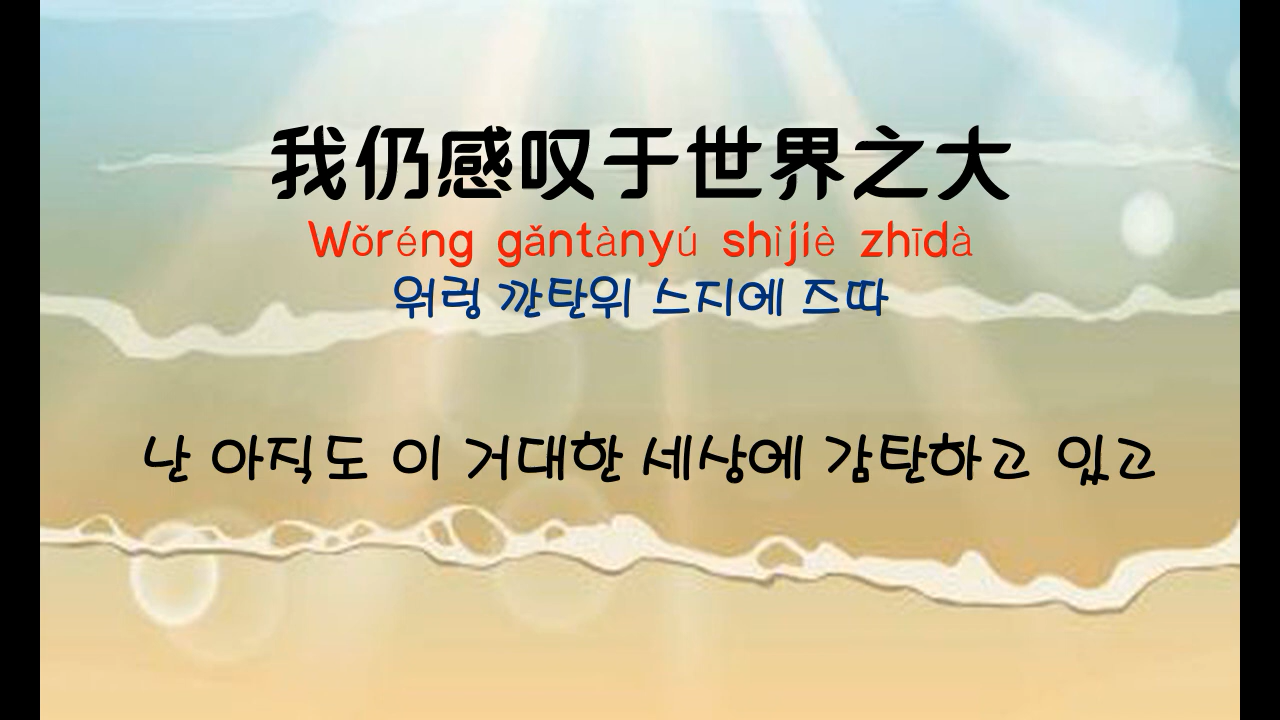 我仍感叹于世界之大
Wǒréng gǎntànyú shìjiè zhīdà
워렁 깐탄위 스지에 즈따
난 아직도 이 거대한 세상에 감탄하고 있고